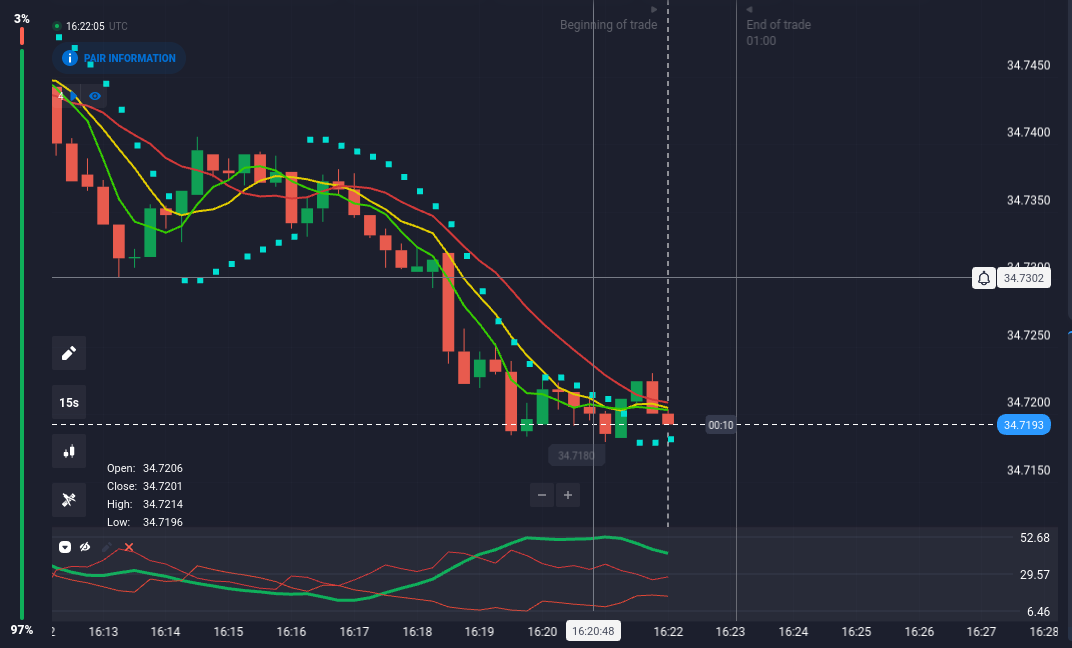 3%
16:22:05 UTC
Beginning of trade
End of trade
01:00
PAIR INFORMATION
4
34.7450
34.7400
34.7350
34.7300
34.7302
34.7250
34.7200
34.7193
00:10
34.7180
34.7150
15s
Open: 34.7206
Close: 34.7201
High: 34.7214
Low: 34.7196
52.68
29.57
6.46
97%
2 16:13 16:14 16:15 16:16 16:17 16:18 16:19 16:20 16:20:48 16:22 16:23 16:24 16:25 16:26 16:27 16:28